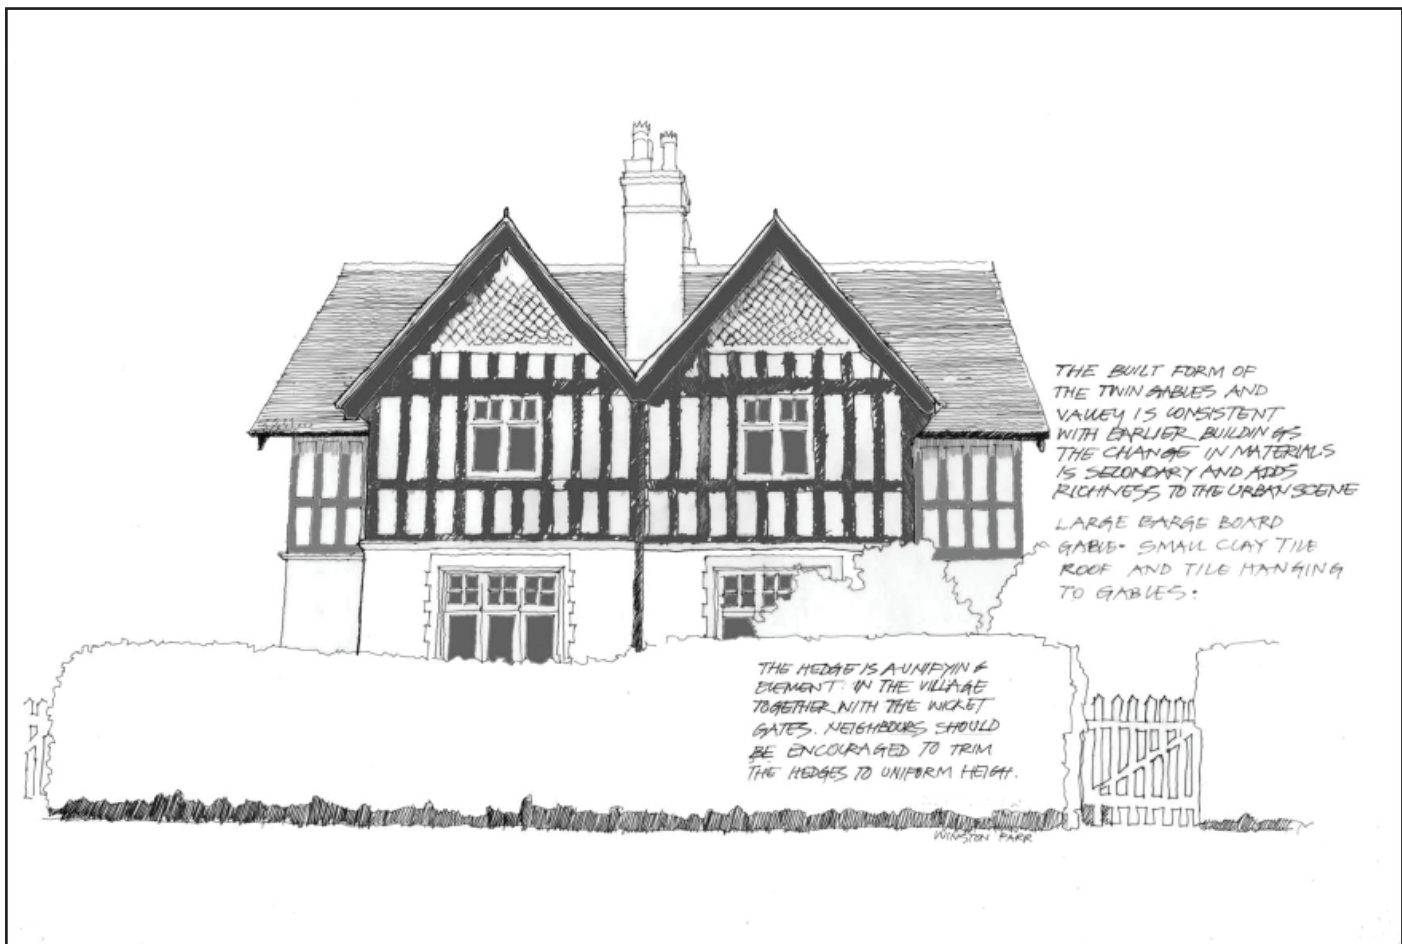 THE BUILT FORM OF
THE TWIN GABLES AND
VALLEY IS CONSISTENT
WITH EARLIER BUILDINGS
THE CHANGE IN MATERIALS
IS SECONDARY AND ADDS
RICHNESS TO THE URBAN SCENE
LARGE BARGE BOARD
GABLE. SMALL CLAY TILE
ROOF AND TILE HANGING
TO GABLES.
THE HEDGE IS A UNIFYING
ELEMENT IN THE VILLAGE
TOGETHER WITH THE WICKET
GATES. NEIGHBOURS SHOULD
BE ENCOURAGED TO TRIM
THE HEDGES TO UNIFORM HEIGH.
WINSTON PARR